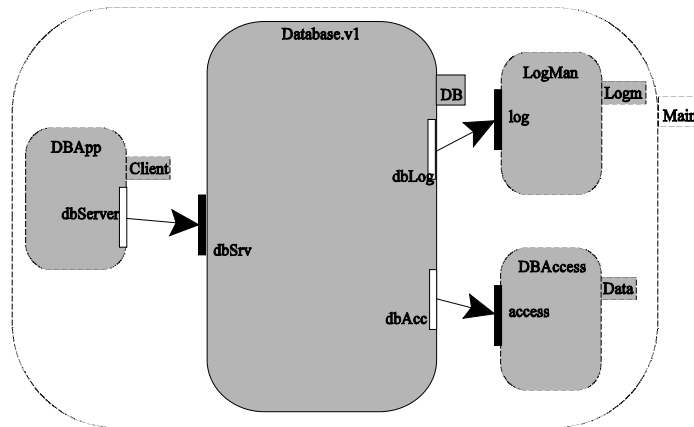 Database.v1
LogMan
DB
Logm
log
Main
DBApp
Client
dbLog
dbServer
dbSrv
DBAccess
Data
access
dbAcc